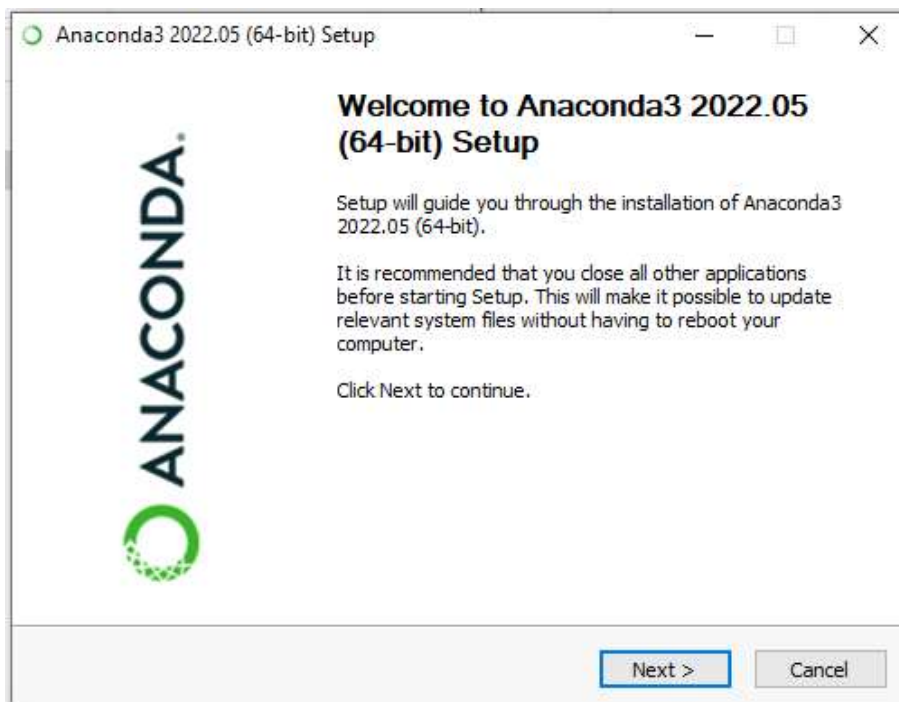 Anaconda3 2022.05 (64-bit) Setup
ANACONDA.
Welcome to Anaconda3 2022.05
(64-bit) Setup
Setup will guide you through the installation of Anaconda3
2022.05 (64-bit).
It is recommended that you close all other applications
before starting Setup. This will make it possible to update
relevant system files without having to reboot your
computer.
Click Next to continue.
Next >
Cancel